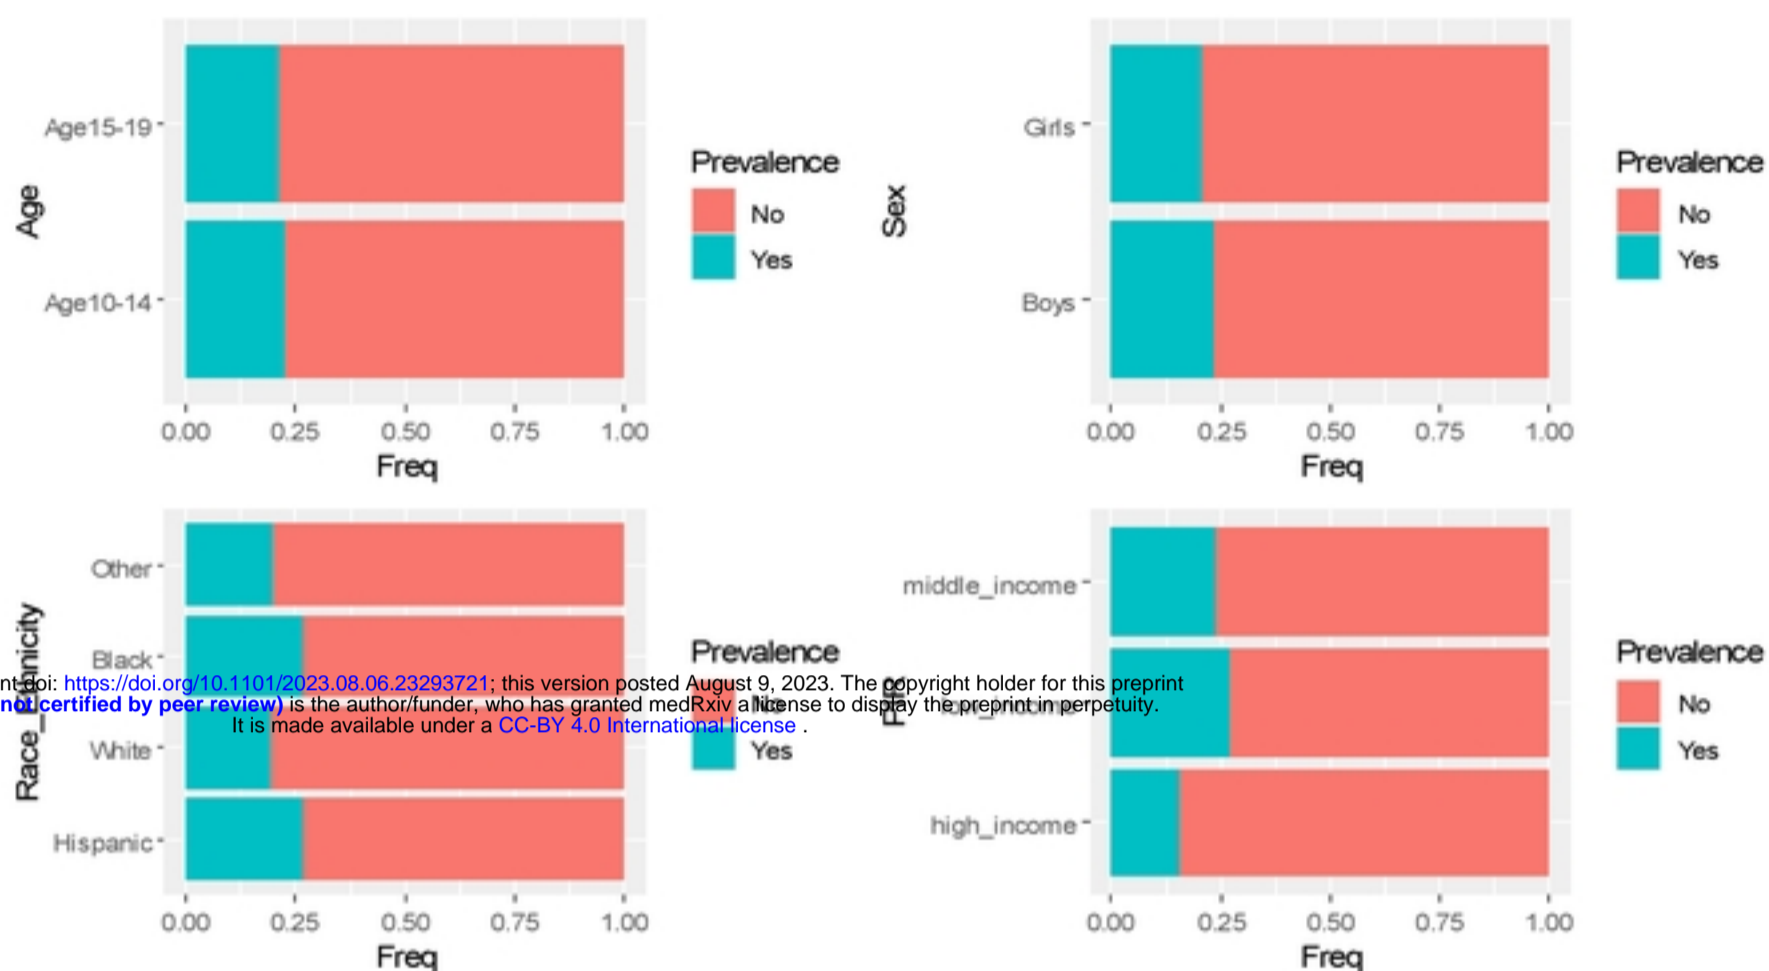 Age
Age15-19
Age10-14
0.00 0.25 0.50 0.75 1.00
Freq
Prevalence
No
Yes
Sex
Girls
Boys
0.00 0.25 0.50 0.75 1.00
Freq
Prevalence
No
Yes
Race_Ethnicity
Other
Black
White
Hispanic
0.00 0.25 0.50 0.75 1.00
Freq
Prevalence
No
Yes
PIR
middle_income
low_income
high_income
0.00 0.25 0.50 0.75 1.00
Freq
Prevalence
No
Yes
doi: https://doi.org/10.1101/2023.08.06.23293721; this version posted August 9, 2023. The copyright holder for this preprint
not certified by peer review) is the author/funder, who has granted medRxiv a license to display the preprint in perpetuity.
It is made available under a CC-BY 4.0 International license .